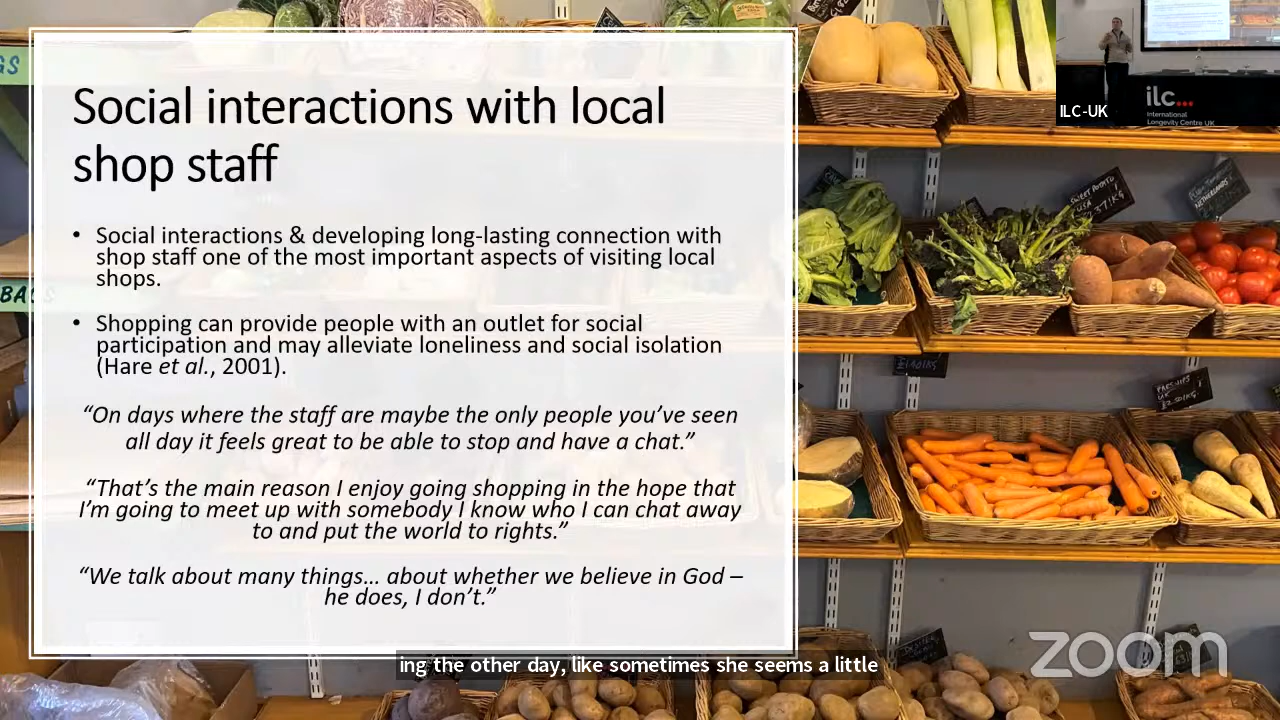 Social interactions with local
shop staff
• Social interactions & developing long-lasting connection with
shop staff one of the most important aspects of visiting local
shops.
• Shopping can provide people with an outlet for social
participation and may alleviate loneliness and social isolation
(Hare et al., 2001).
“On days where the staff are maybe the only people you’ve seen
all day it feels great to be able to stop and have a chat.”
“That’s the main reason I enjoy going shopping in the hope that
I’m going to meet up with somebody I know who I can chat away
to and put the world to rights.”
“We talk about many things… about whether we believe in God –
he does, I don’t.”
ing the other day, like sometimes she seems a little
ilc...
International
Longevity Centre UK
ILC-UK
SWEET POTATO
USA
NETHERLANDS
PARSNIPS
UK
zoom